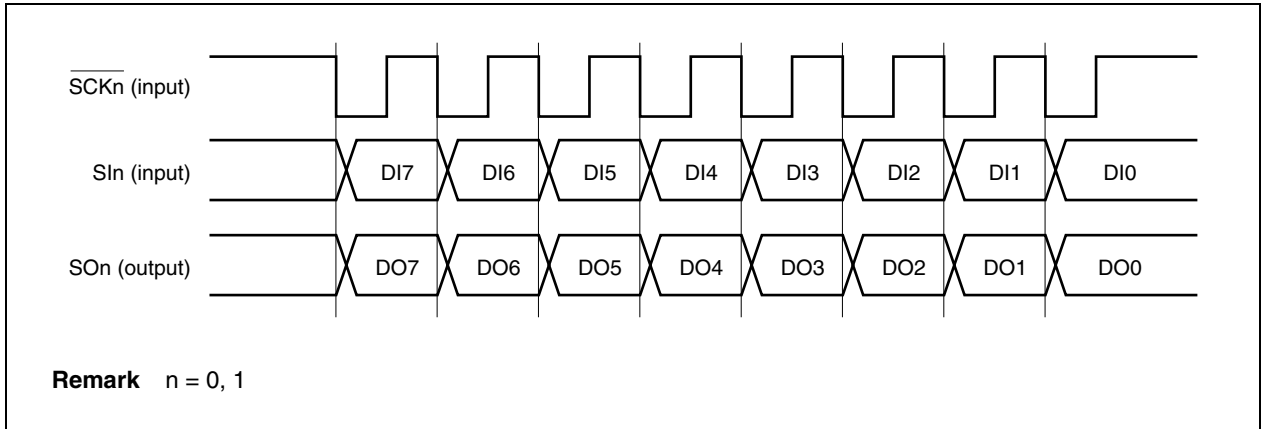 SCKn (input)
SIn (input) DI7 DI6 DI5 DI4 DI3 DI2 DI1 DI0
SOn (output) DO7 DO6 DO5 DO4 DO3 DO2 DO1 DO0
Remark n = 0, 1